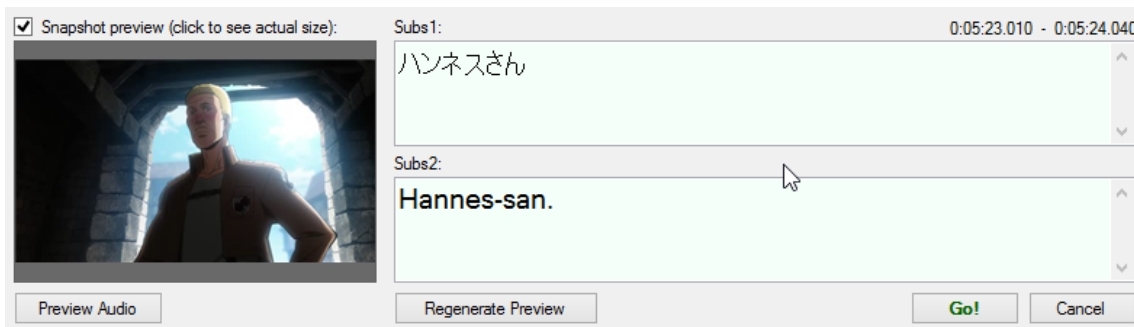 Snapshot preview (click to see actual size):
Subs1:
0:05:23.010 - 0:05:24.040
ハンネスさん
Subs2:
Hannes-san.
Preview Audio
Regenerate Preview
Go!
Cancel